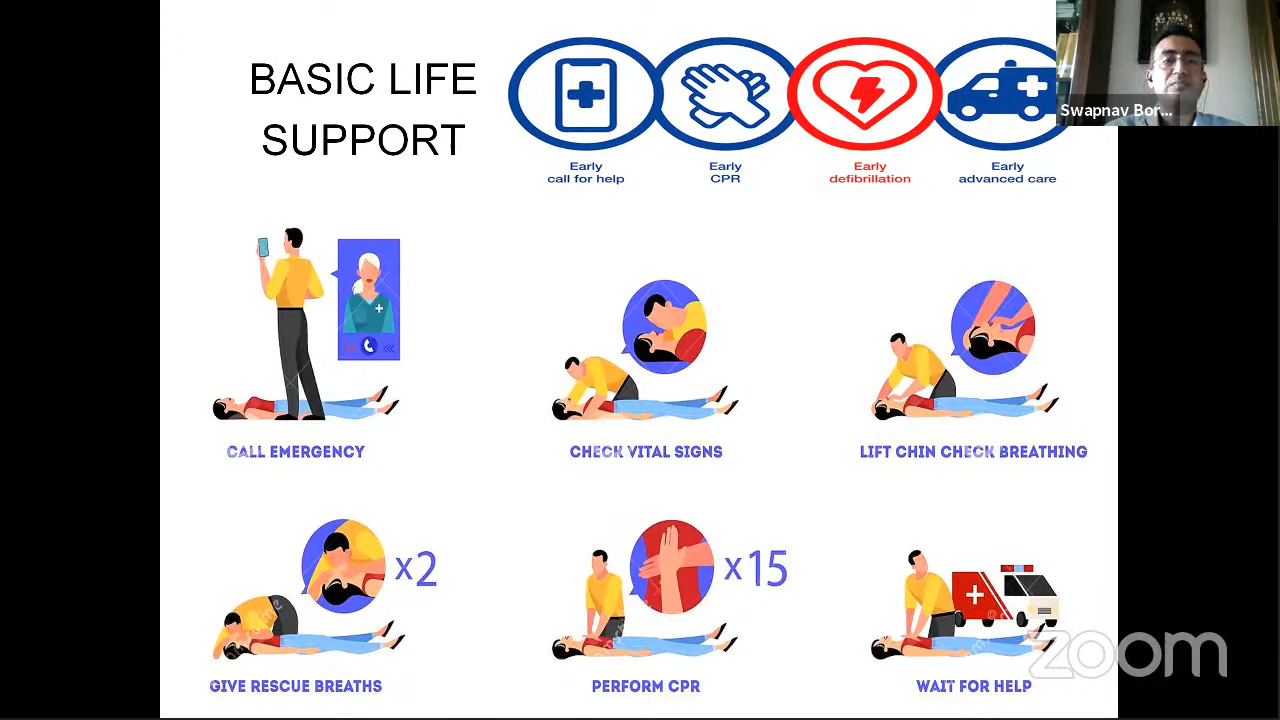 BASIC LIFE
SUPPORT
Early
call for help
Early
CPR
Early
defibrillation
Early
advanced care
Swapnav Bor...
CALL EMERGENCY
CHECK VITAL SIGNS
LIFT CHIN CHECK BREATHING
x2
x15
GIVE RESCUE BREATHS
PERFORM CPR
WAIT FOR HELP
zoom